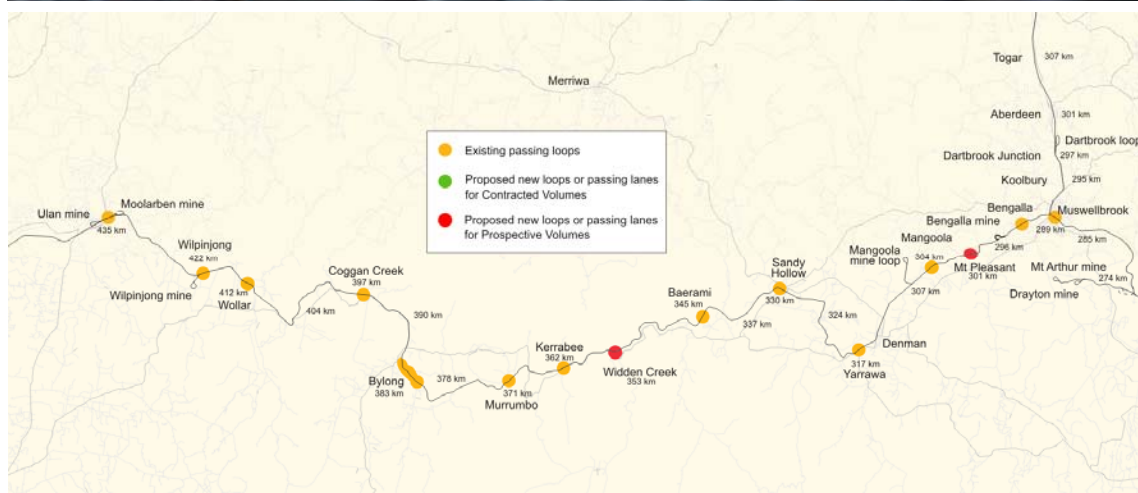 Togar
307 km
Merriwa
Aberdeen
301 km
Dartbrook loop
Existing passing loops
Dartbrook Junction
297 km
Proposed new loops or passing lanes
for Contracted Volumes
Koolbury
295 km
Proposed new loops or passing lanes
for Prospective Volumes
Ulan mine
Moolarben mine
435 km
Bengalla
Bengalla mine
Muswellbrook
289 km
285 km
296 km
Wilpinjong
422 km
Wilpinjong mine
412 km
Wollar
404 km
Coggan Creek
397 km
390 km
Mangoola
mine loop
Mangoola
304 km
307 km
Mt Pleasant
301 km
Mt Arthur mine
274 km
Drayton mine
Sandy
Hollow
330 km
Baerami
345 km
337 km
324 km
Denman
317 km
Yarrawa
Kerrabee
362 km
Widden Creek
353 km
Bylong
383 km
378 km
371 km
Murrumbo